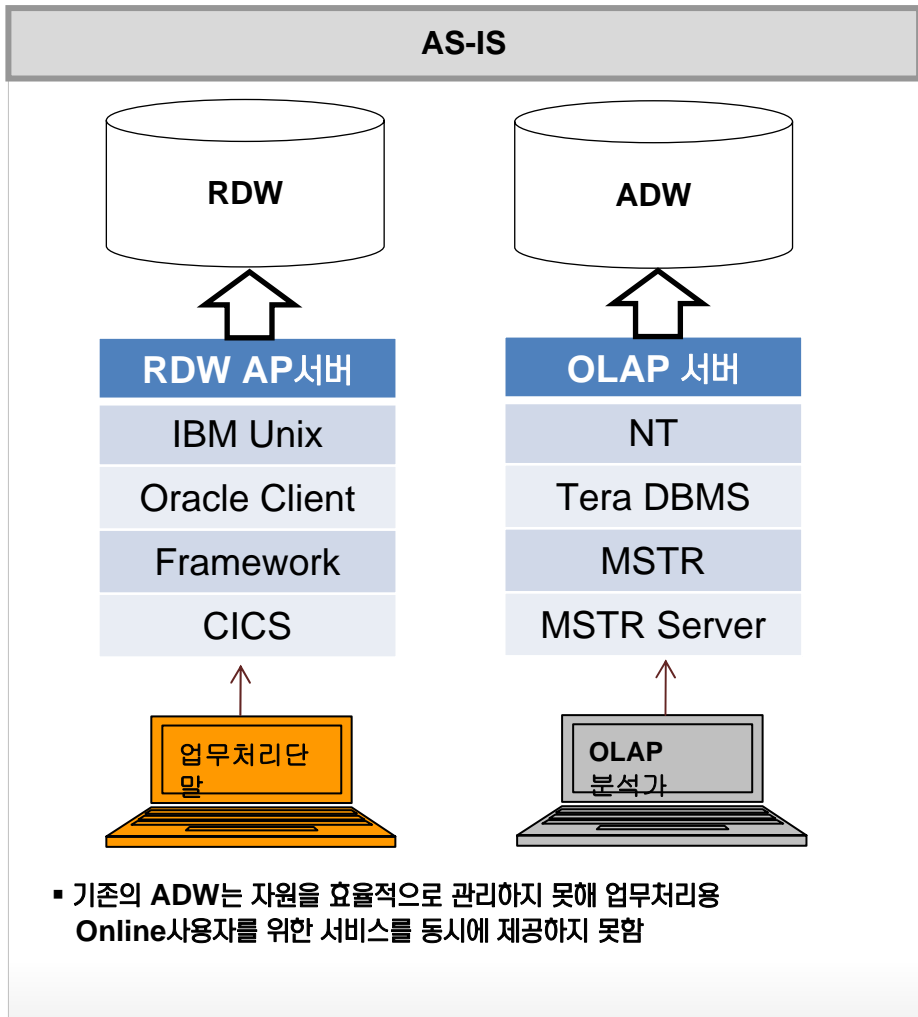 AS-IS
RDW
ADW
RDW AP서버
IBM Unix
Oracle Client
Framework
CICS
OLAP 서버
NT
Tera DBMS
MSTR
MSTR Server
업무처리단
말
OLAP
분석가
▪ 기존의 ADW는 자원을 효율적으로 관리하지 못해 업무처리용
Online사용자를 위한 서비스를 동시에 제공하지 못함